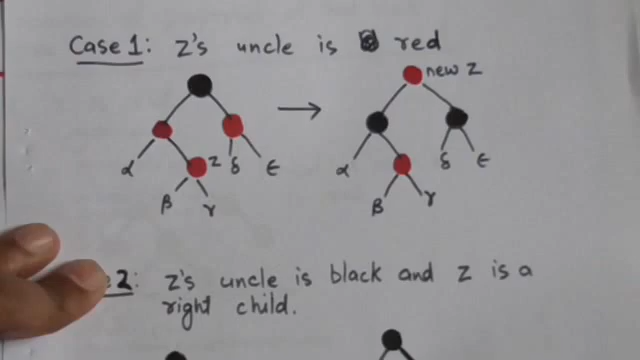 Case 1: Z's uncle is red
new Z
Z
α δ ε α δ ε
β γ β γ
2: Z's uncle is black and Z is a
right child.